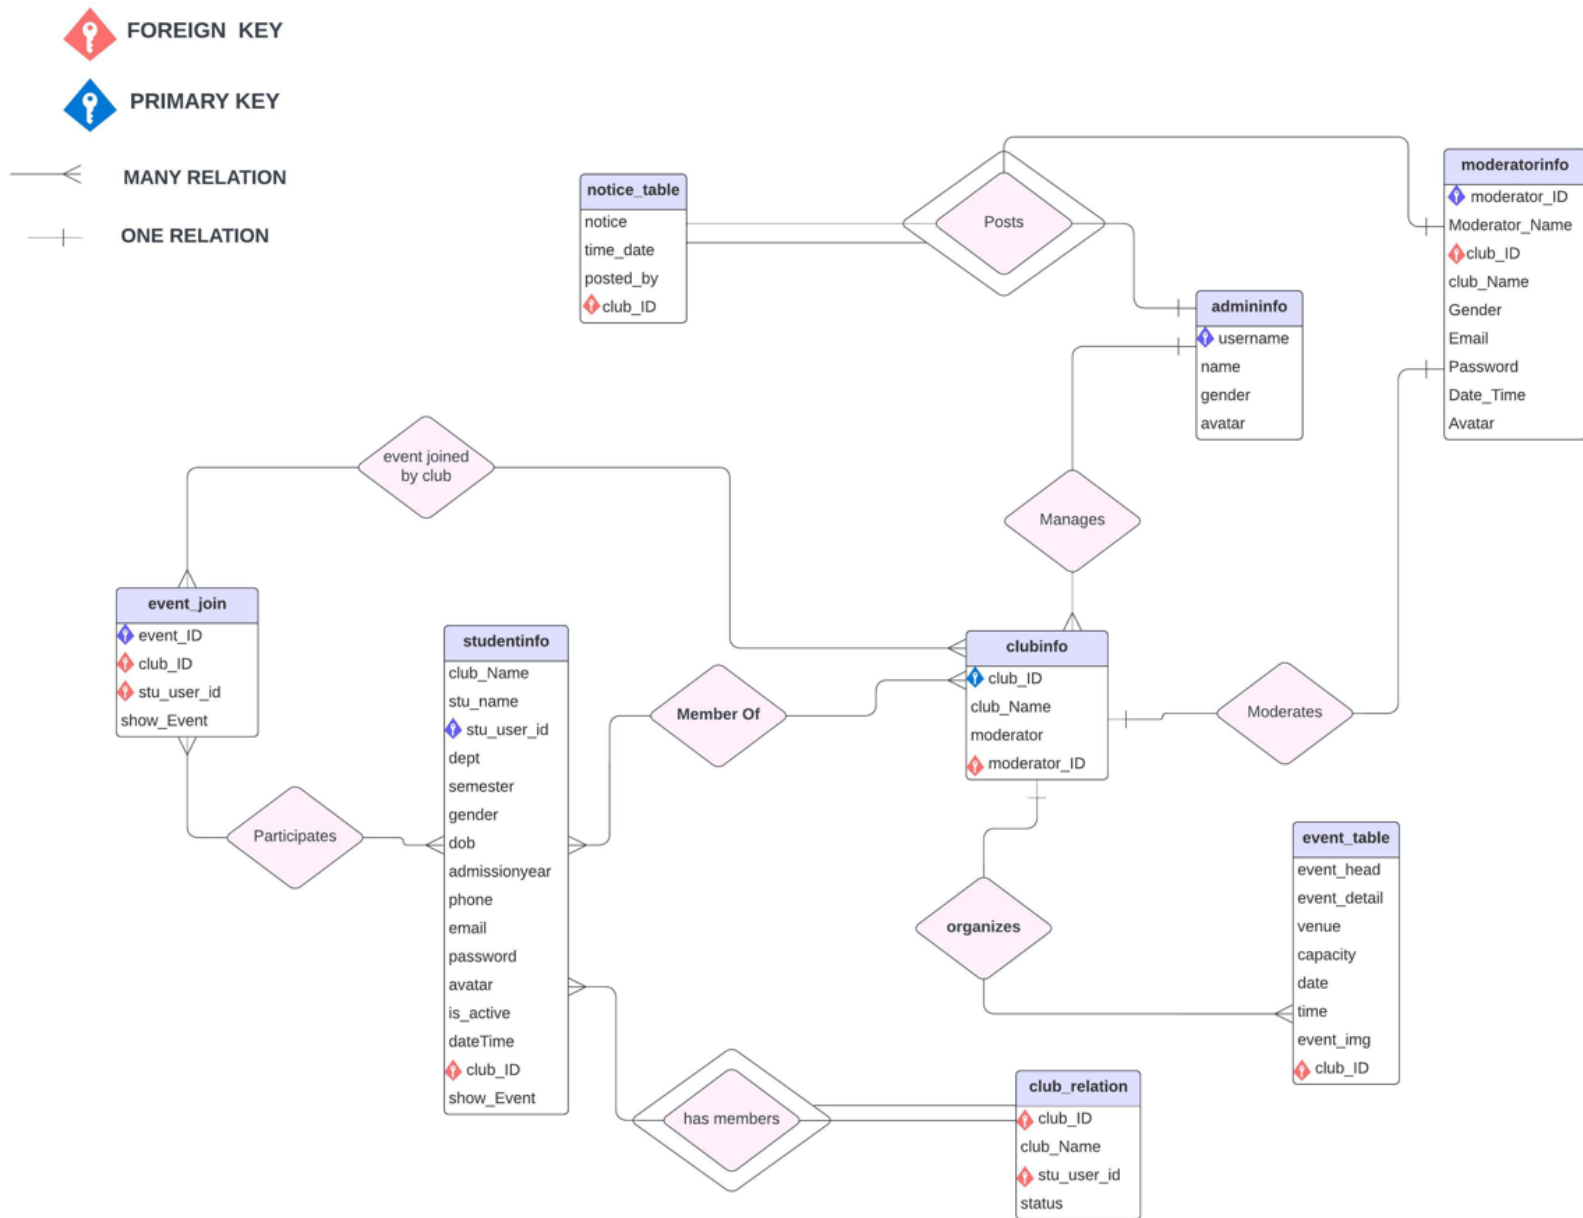 FOREIGN KEY
PRIMARY KEY
MANY RELATION
ONE RELATION
notice_table
notice
time_date
posted_by
club_ID
Posts
moderatorinfo
moderator_ID
Moderator_Name
club_ID
club_Name
Gender
Email
Password
Date_Time
Avatar
admininfo
username
name
gender
avatar
event joined
by club
Manages
event_join
event_ID
club_ID
stu_user_id
show_Event
studentinfo
club_Name
stu_name
stu_user_id
dept
semester
gender
dob
admissionyear
phone
email
password
avatar
is_active
dateTime
club_ID
show_Event
Member Of
clubinfo
club_ID
club_Name
moderator
moderator_ID
Moderates
Participates
organizes
event_table
event_head
event_detail
venue
capacity
date
time
event_img
club_ID
has members
club_relation
club_ID
club_Name
stu_user_id
status